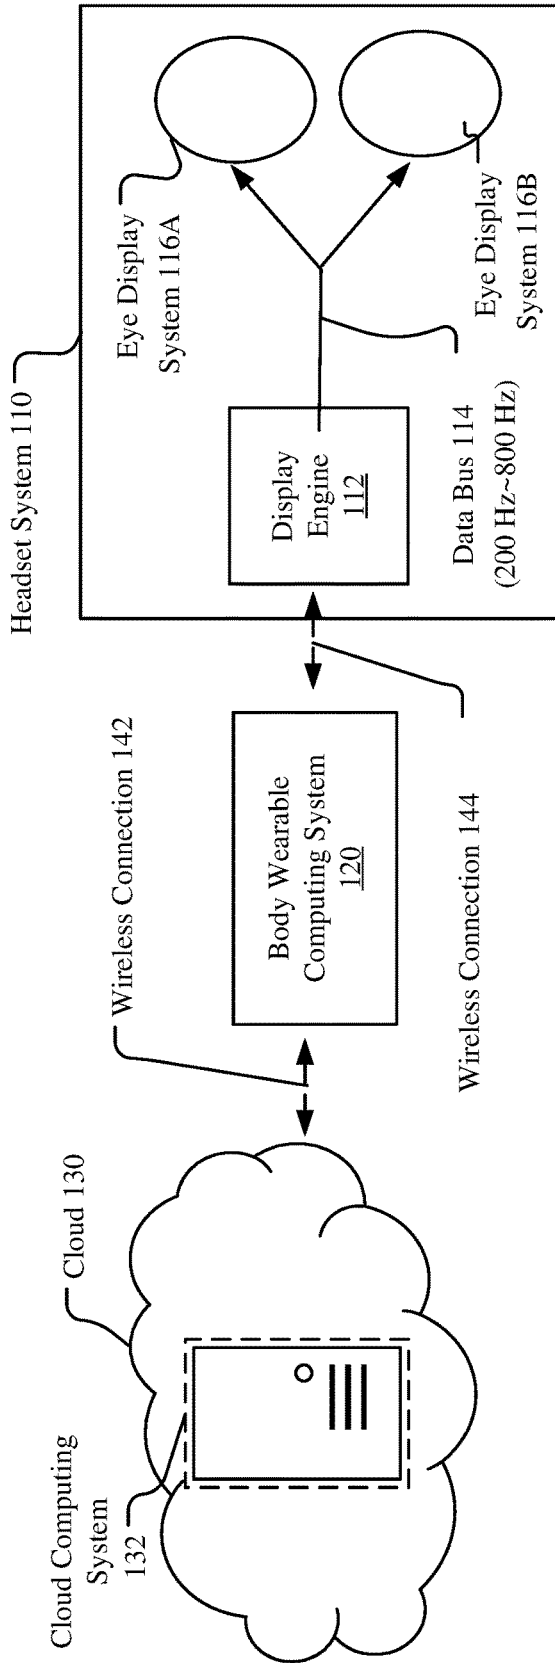 Cloud Computing
System
132
Cloud 130
Wireless Connection 142
Body Wearable
Computing System
120
Wireless Connection 144
Headset System 110
Display
Engine
112
Data Bus 114
(200 Hz~800 Hz)
Eye Display
System 116A
Eye Display
System 116B